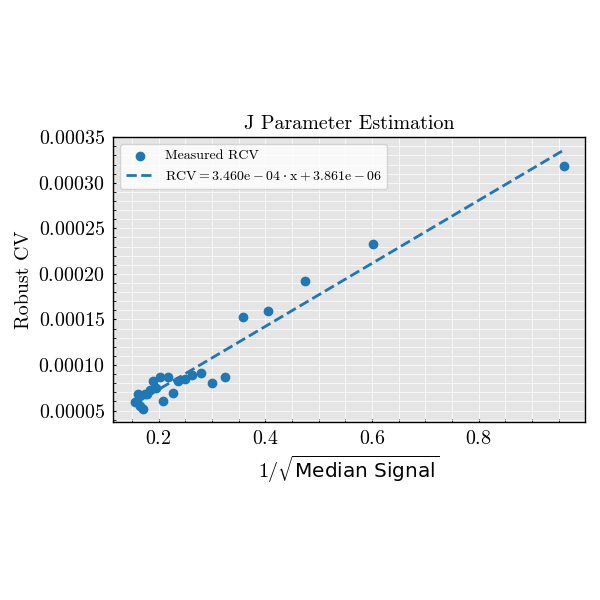 J Parameter Estimation
0.00035
0.00030
0.00025
0.00020
0.00015
0.00010
0.00005
Robust CV
Measured RCV
RCV = 3.460e − 04 · x + 3.861e − 06
0.2 0.4 0.6 0.8
1/√Median Signal